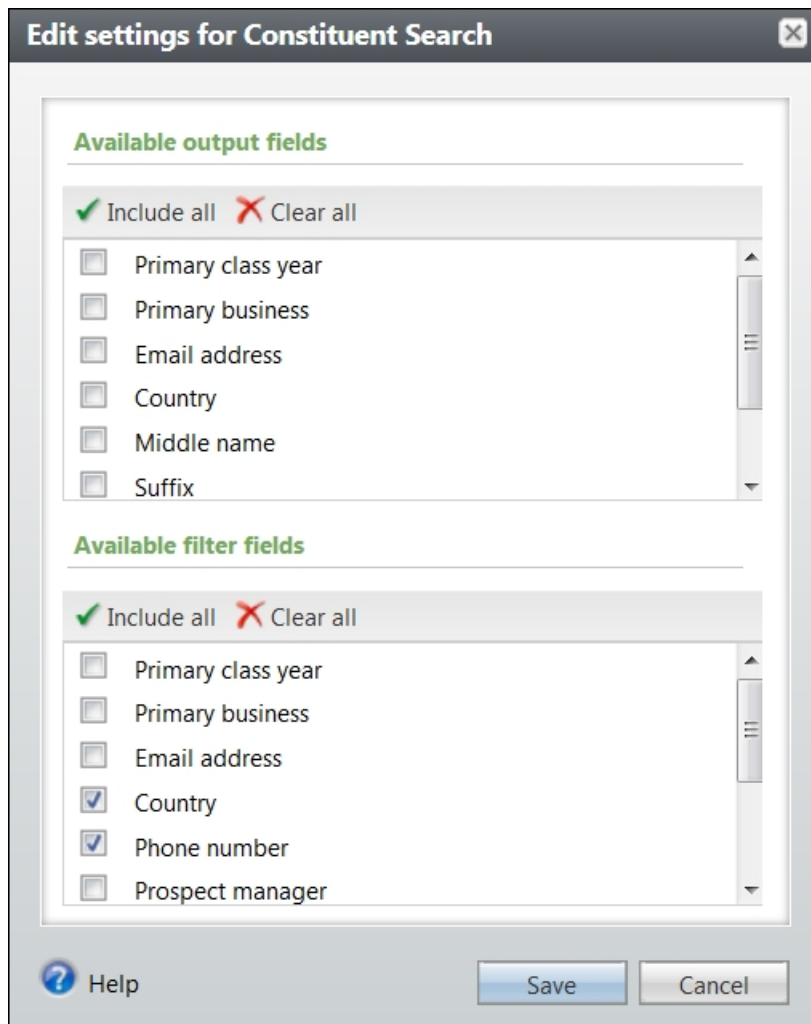 Edit settings for Constituent Search
Available output fields
Include all Clear all
Primary class year
Primary business
Email address
Country
Middle name
Suffix
Available filter fields
Include all Clear all
Primary class year
Primary business
Email address
Country
Phone number
Prospect manager
? Help Save Cancel